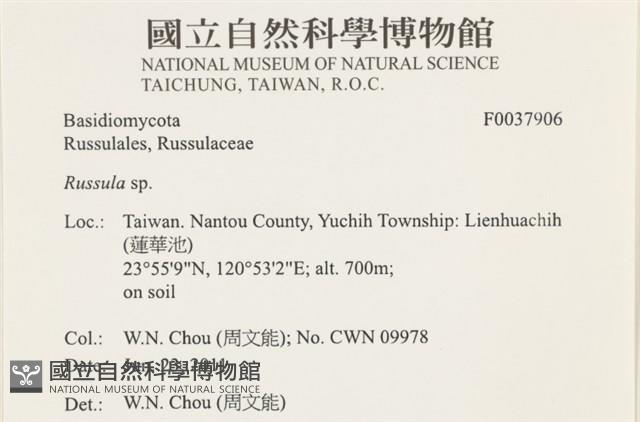 國立自然科學博物館
NATIONAL MUSEUM OF NATURAL SCIENCE
TAICHUNG, TAIWAN, R.O.C.
Basidiomycota F0037906
Russulales, Russulaceae
Russula sp.
Loc.: Taiwan. Nantou County, Yuchih Township: Lienhuachih
(蓮華池)
23°55'9"N, 120°53'2"E; alt. 700m;
on soil
Col.: W.N. Chou (周文能); No. CWN 09978
國立自然科學博物館
NATIONAL MUSEUM OF NATURAL SCIENCE
Det.: W.N. Chou (周文能)